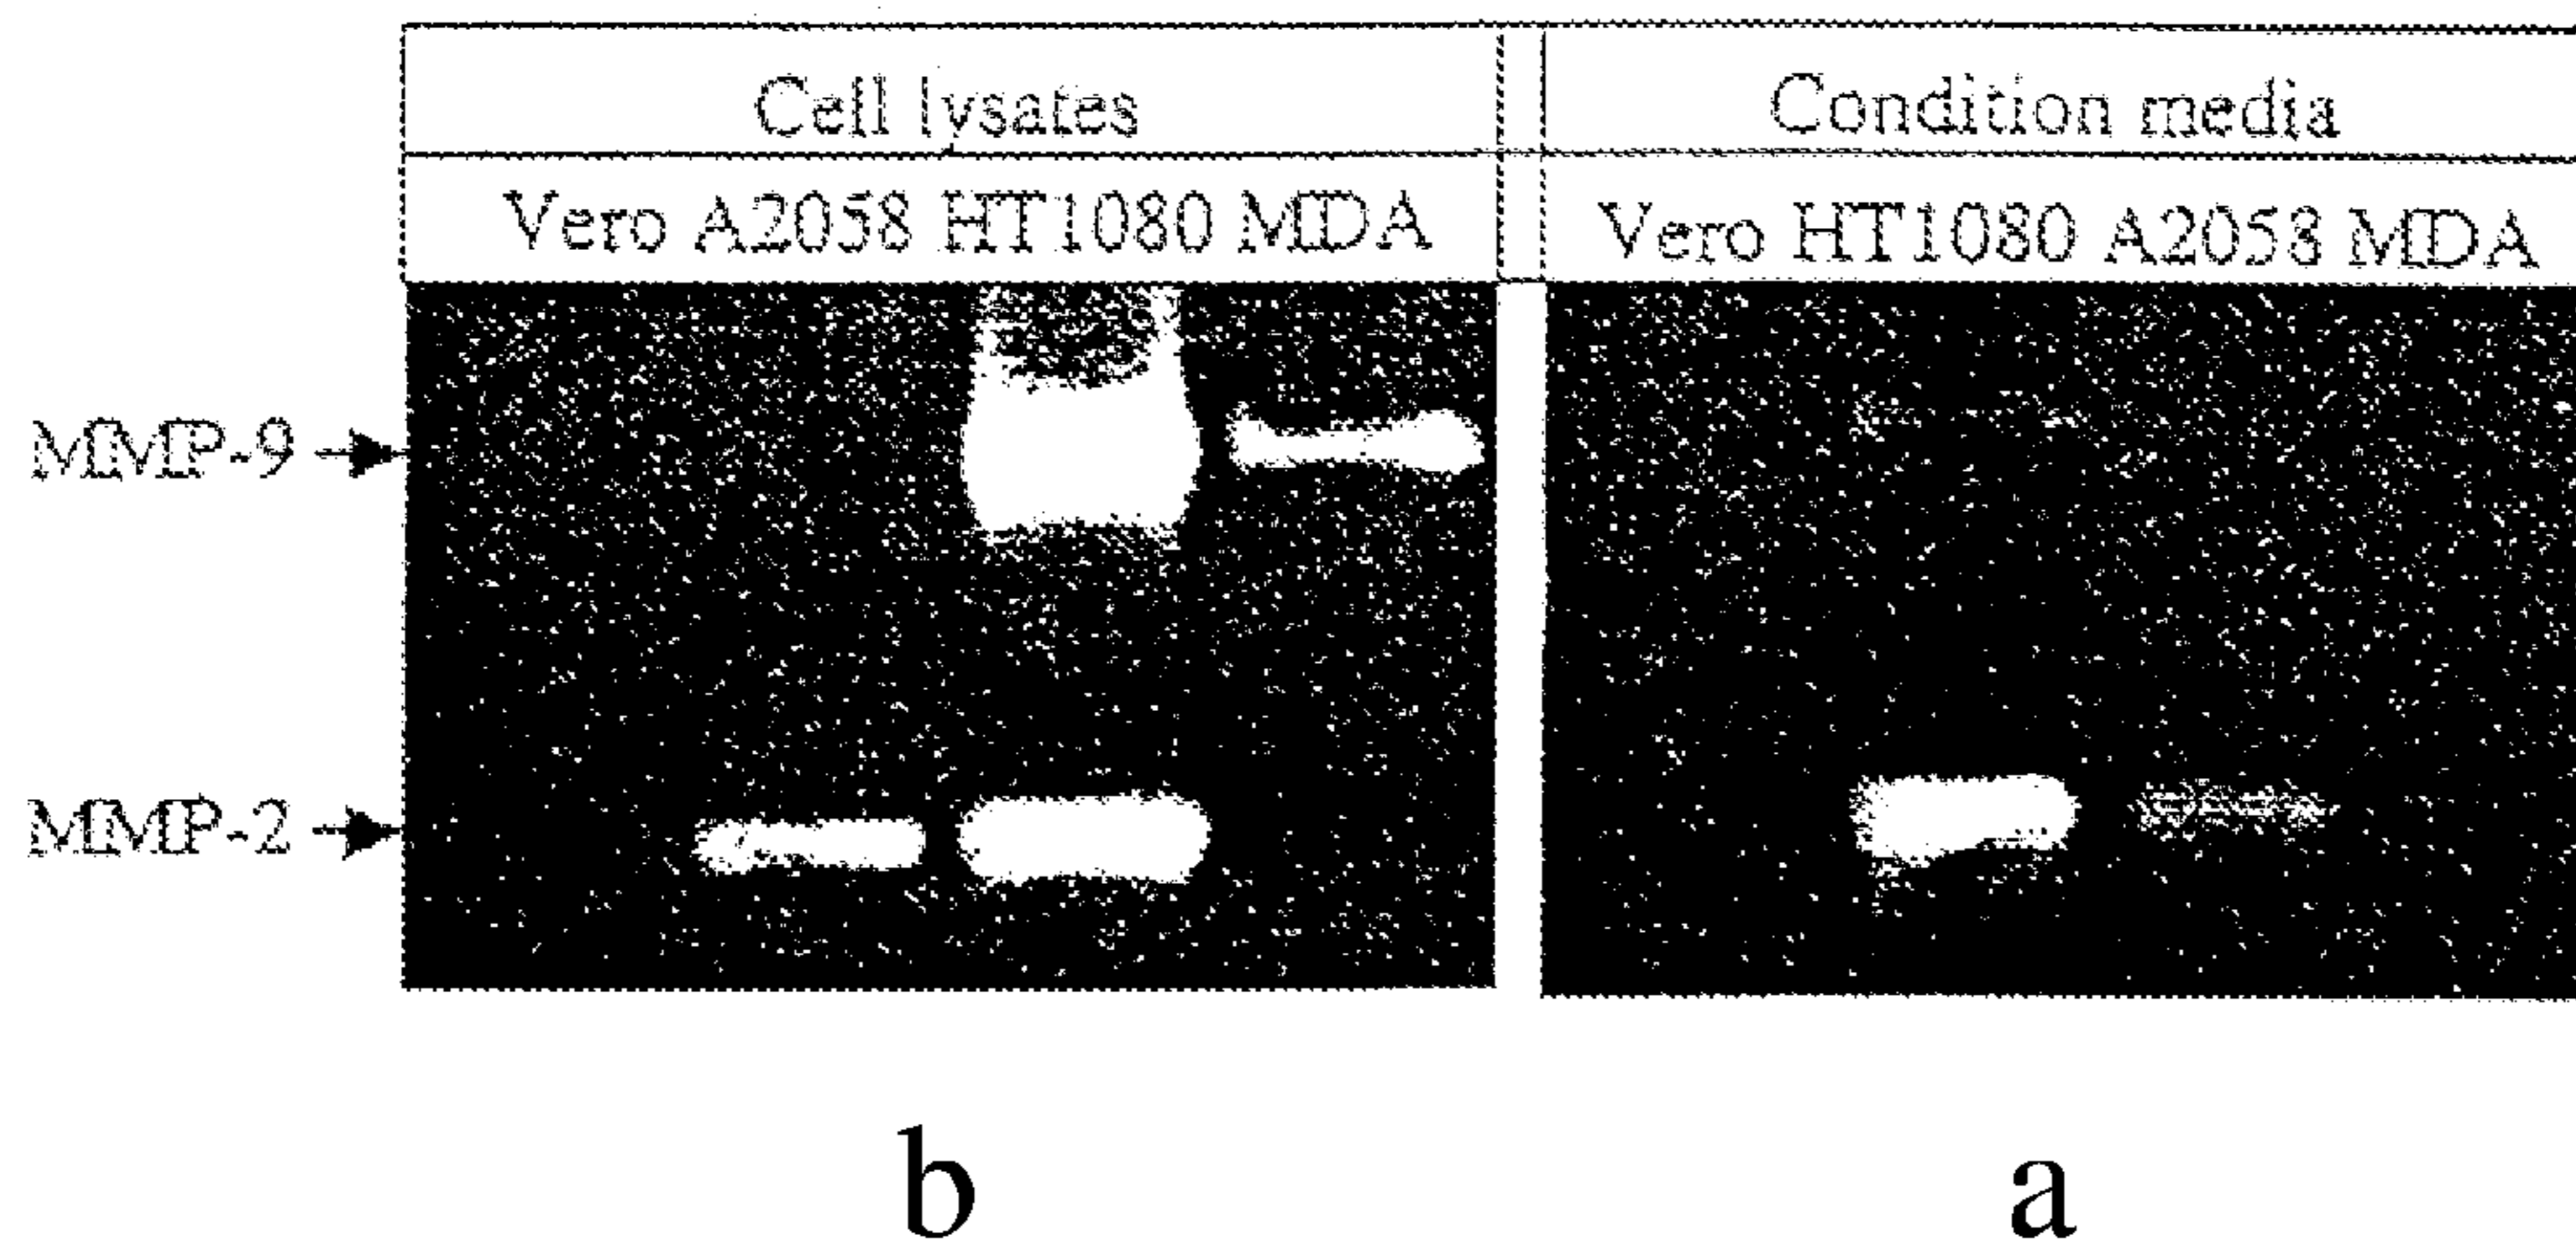 Cell lysates
Condition media
Vero A2058 HT1080 MDA
Vero HT1080 A2058 MDA
MMP-9
MMP-2
b
a